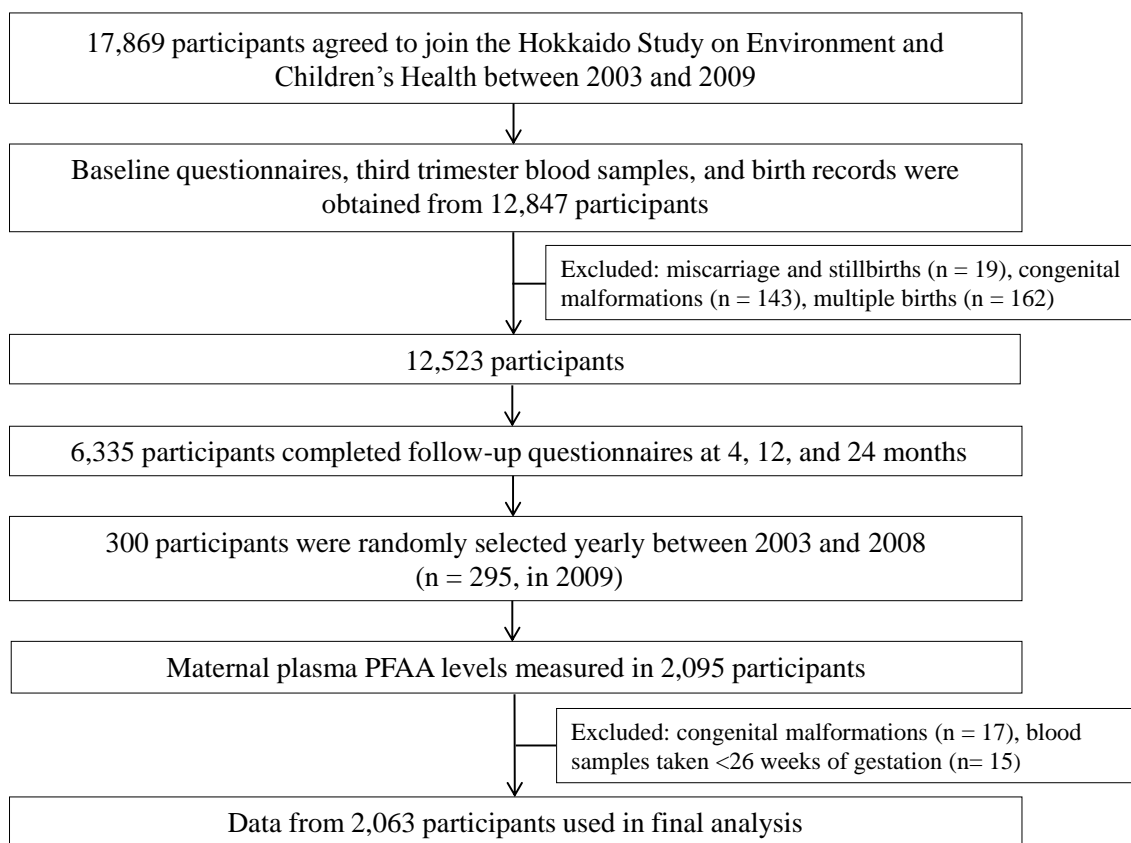 17,869 participants agreed to join the Hokkaido Study on Environment and
Children’s Health between 2003 and 2009
Baseline questionnaires, third trimester blood samples, and birth records were
obtained from 12,847 participants
Excluded: miscarriage and stillbirths (n = 19), congenital
malformations (n = 143), multiple births (n = 162)
12,523 participants
6,335 participants completed follow-up questionnaires at 4, 12, and 24 months
300 participants were randomly selected yearly between 2003 and 2008
(n = 295, in 2009)
Maternal plasma PFAA levels measured in 2,095 participants
Excluded: congenital malformations (n = 17), blood
samples taken <26 weeks of gestation (n= 15)
Data from 2,063 participants used in final analysis